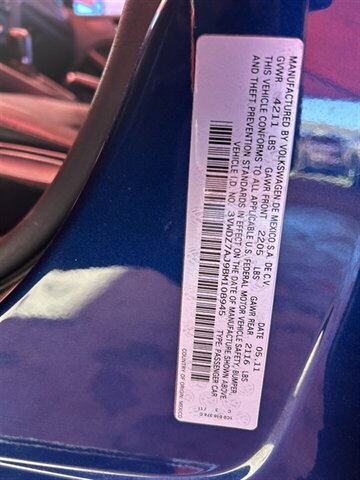 MANUFACTURED BY VOLKSWAGEN DE MEXICO S.A. DE C.V. DATE 05.11
GVWR 4211 LBS GAWR FRONT 2205 LBS GAWR REAR 2116 LBS
THIS VEHICLE CONFORMS TO ALL APPLICABLE U.S. FEDERAL MOTOR VEHICLE SAFETY, BUMPER
AND THEFT PREVENTION STANDARDS IN EFFECT ON THE DATE OF MANUFACTURE SHOWN ABOVE
VEHICLE I.D. NO. 3VWDZ7AJ9BM108945 TYPE: PASSENGER CAR
COUNTRY OF ORIGIN: MEXICO